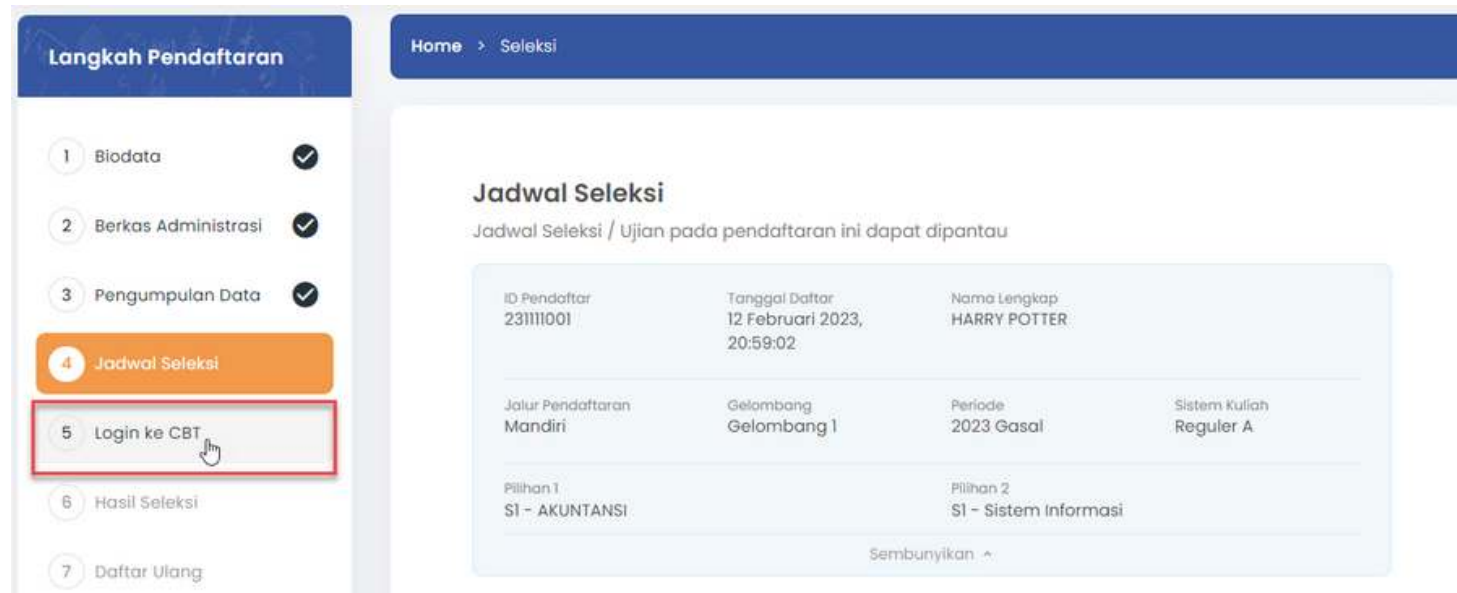 Langkah Pendaftaran
1 Biodata
2 Berkas Administrasi
3 Pengumpulan Data
4 Jadwal Seleksi
5 Login ke CBT
6 Hasil Seleksi
7 Daftar Ulang
Home > Seleksi
Jadwal Seleksi
Jadwal Seleksi / Ujian pada pendaftaran ini dapat dipantau
ID Pendaftar
231111001
Tanggal Daftar
12 Februari 2023,
20:59:02
Nama Lengkap
HARRY POTTER
Jalur Pendaftaran
Mandiri
Gelombang
Gelombang 1
Periode
2023 Gasal
Sistem Kuliah
Reguler A
Pilihan 1
S1 - AKUNTANSI
Pilihan 2
S1 - Sistem Informasi
Sembunyikan